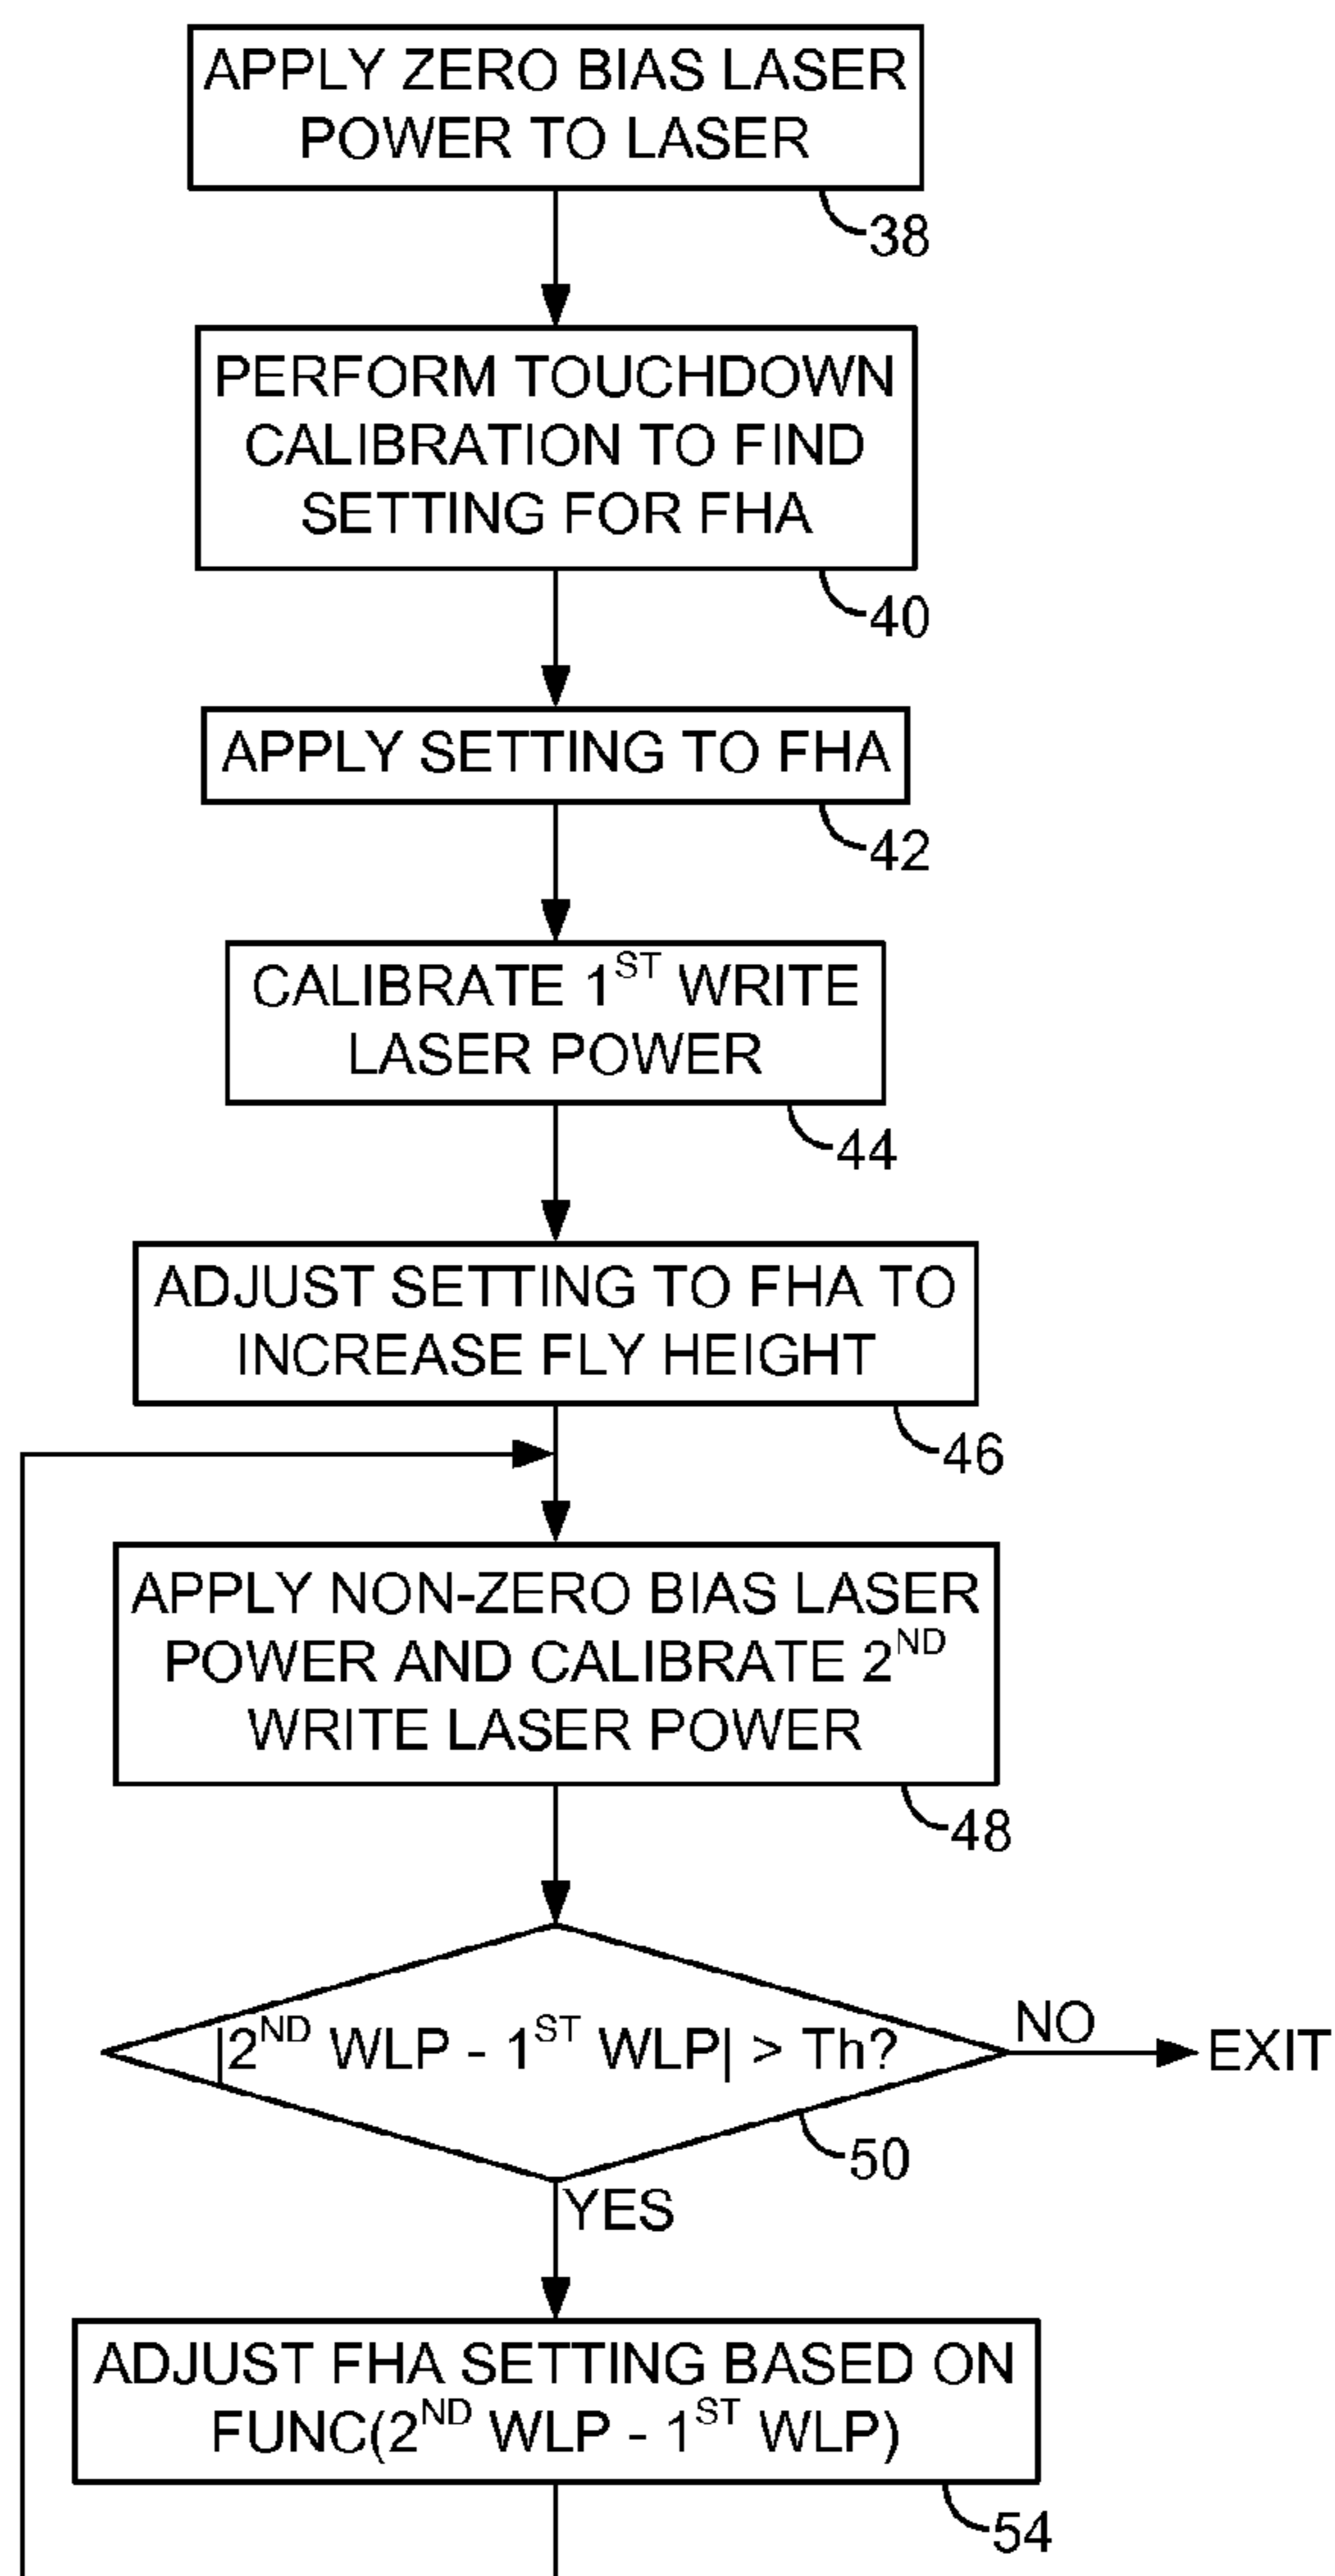 APPLY ZERO BIAS LASER
POWER TO LASER
38
PERFORM TOUCHDOWN
CALIBRATION TO FIND
SETTING FOR FHA
40
APPLY SETTING TO FHA
42
CALIBRATE 1ST WRITE
LASER POWER
44
ADJUST SETTING TO FHA TO
INCREASE FLY HEIGHT
46
APPLY NON-ZERO BIAS LASER
POWER AND CALIBRATE 2ND
WRITE LASER POWER
48
|2ND WLP - 1ST WLP| > Th?
NO
EXIT
50
YES
ADJUST FHA SETTING BASED ON
FUNC(2ND WLP - 1ST WLP)
54